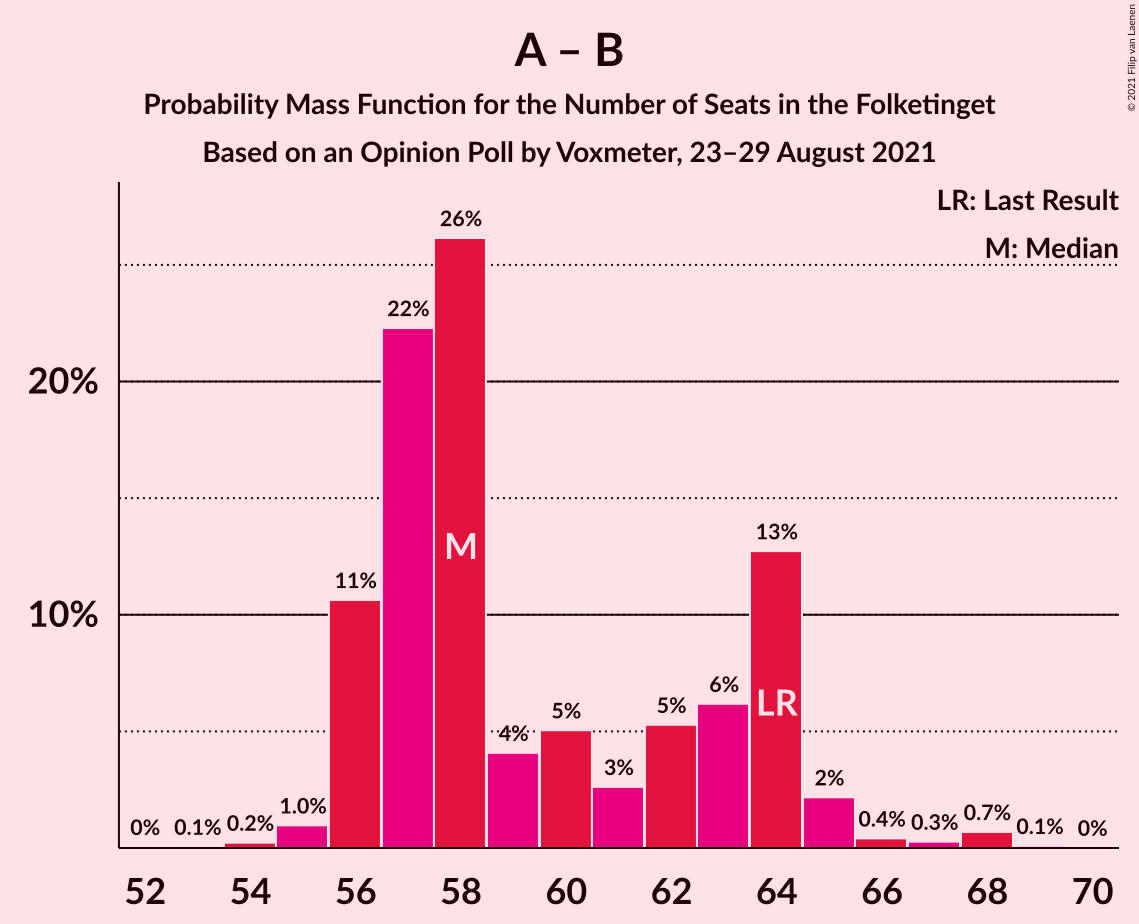 A – B
Probability Mass Function for the Number of Seats in the Folketinget
Based on an Opinion Poll by Voxmeter, 23–29 August 2021
© 2021 Filip van Laenen
LR: Last Result
M: Median
20%
10%
0%
0.1%
0.2%
1.0%
11%
22%
26%
4%
5%
3%
5%
6%
13%
2%
0.4%
0.3%
0.7%
0.1%
0%
M
LR
52 54 56 58 60 62 64 66 68 70